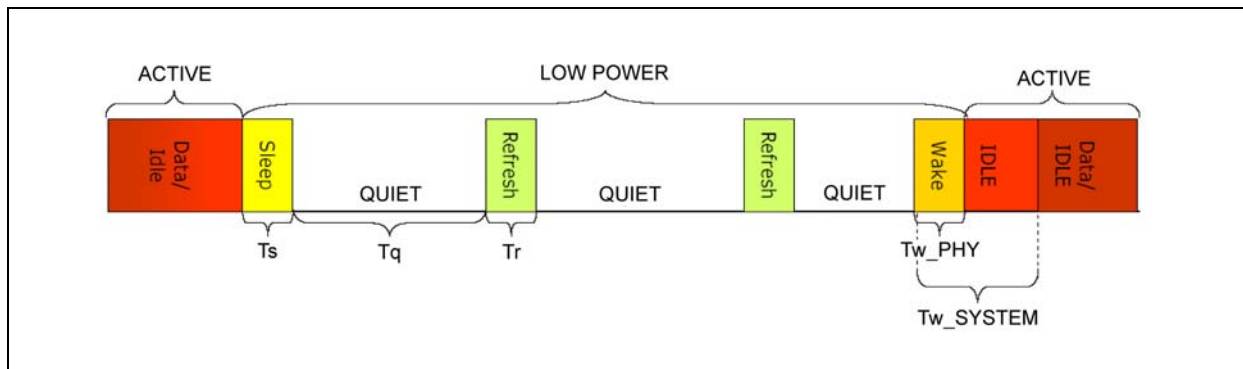 ACTIVE
LOW POWER
ACTIVE
Data/
Idle
Sleep
QUIET
Refresh
QUIET
Refresh
QUIET
Wake
IDLE
Data/
IDLE
Ts
Tq
Tr
Tw_PHY
Tw_SYSTEM